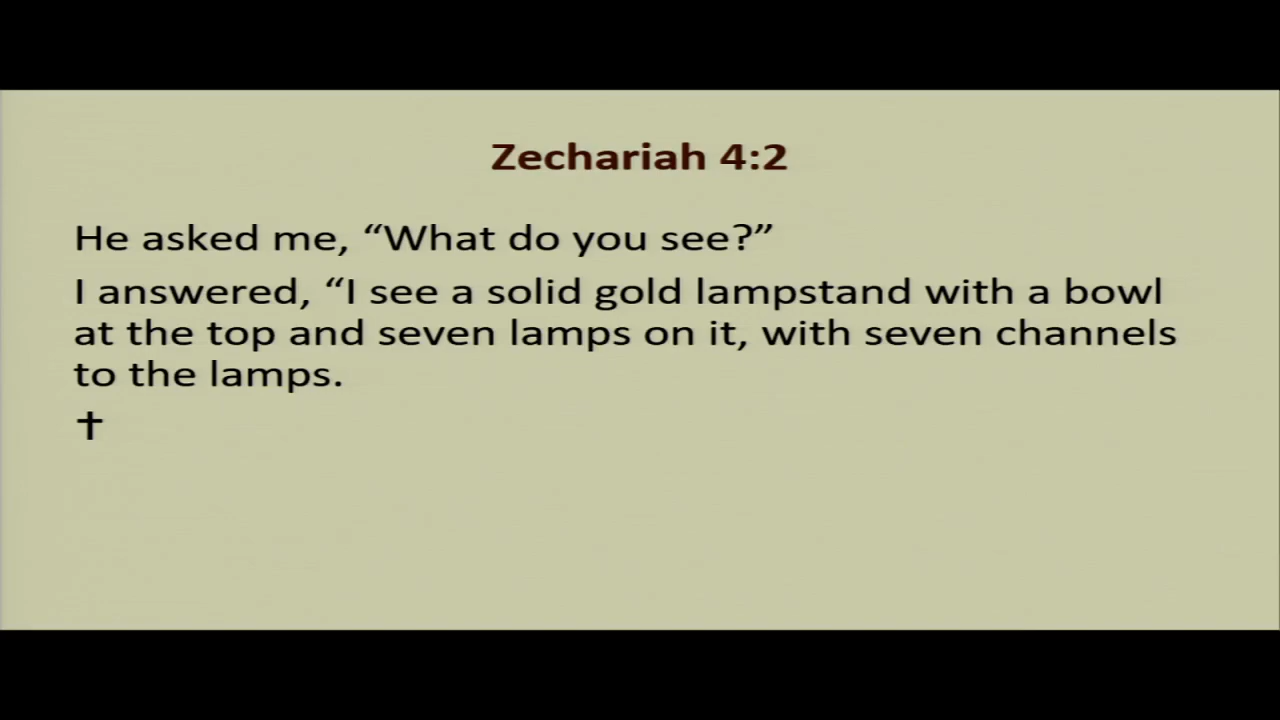 Zechariah 4:2
He asked me, “What do you see?”
I answered, “I see a solid gold lampstand with a bowl
at the top and seven lamps on it, with seven channels
to the lamps.
✝